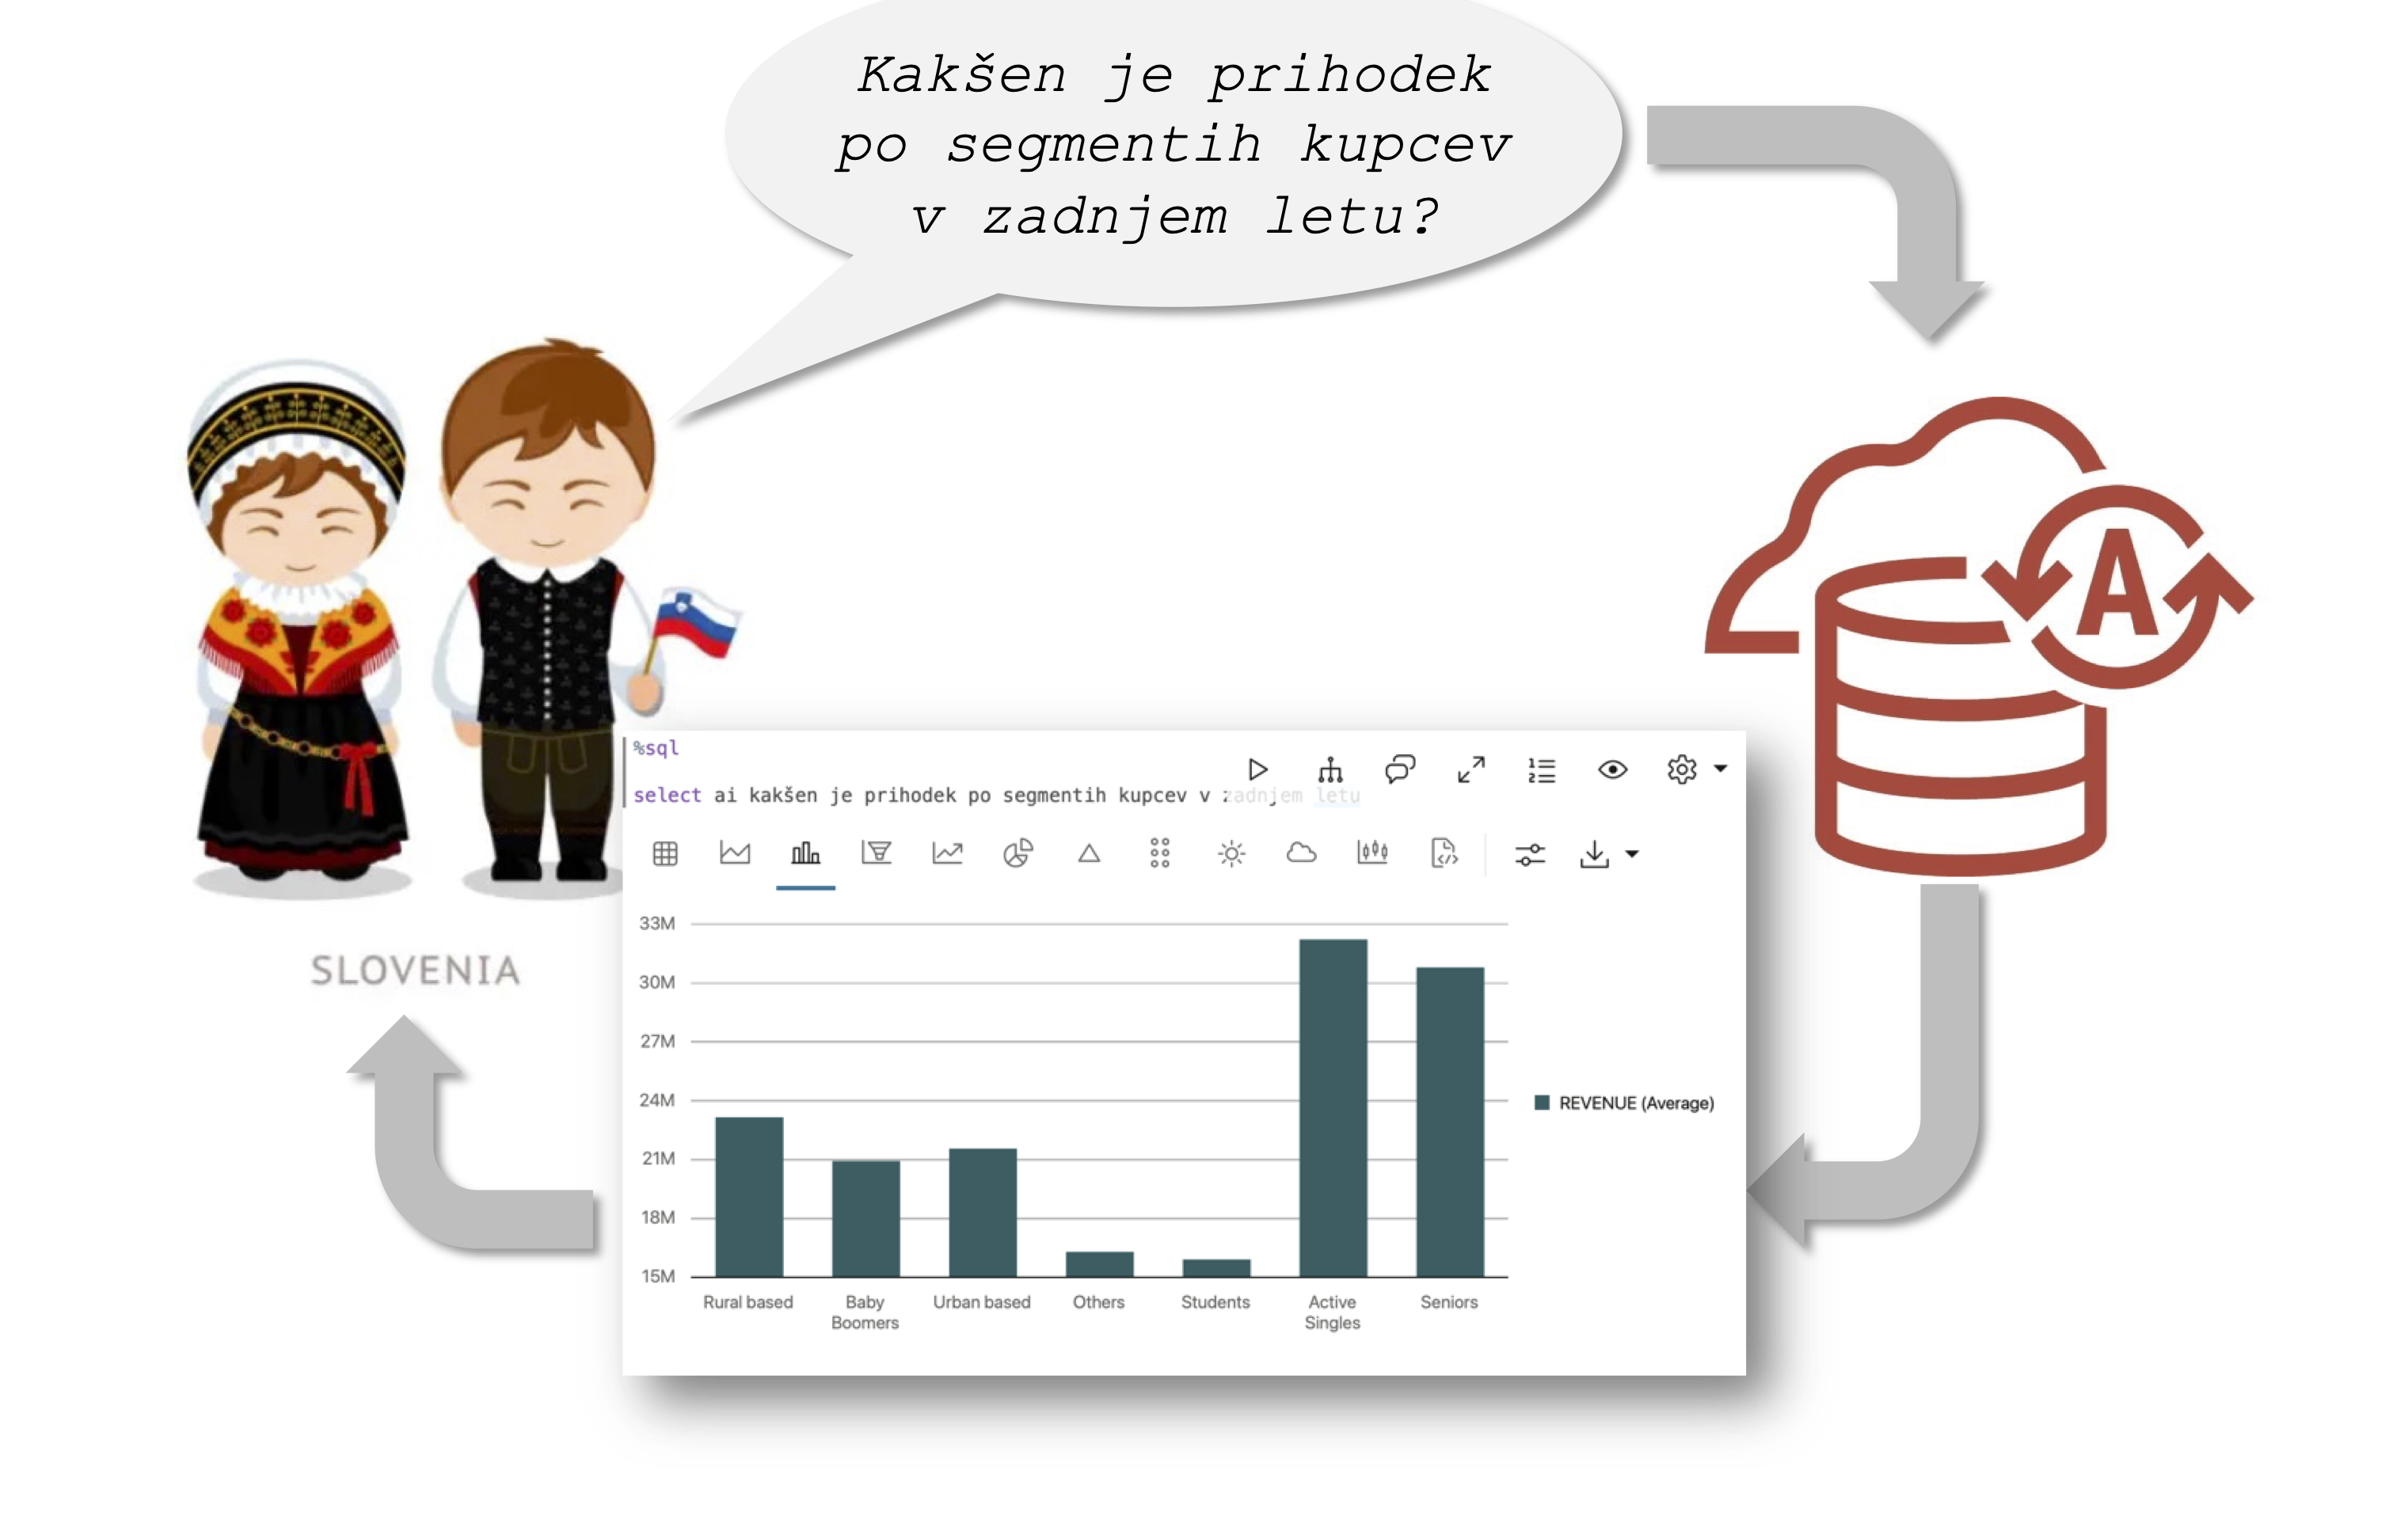 Kakšen je prihodek
po segmentih kupcev
v zadnjem letu?
A
SLOVENIA
%sql
select ai kakšen je prihodek po segmentih kupcev v zadnjem letu
33M
30M
27M
24M
21M
18M
15M
Rural based
Baby
Boomers
Urban based
Others
Students
Active
Singles
Seniors
REVENUE (Average)